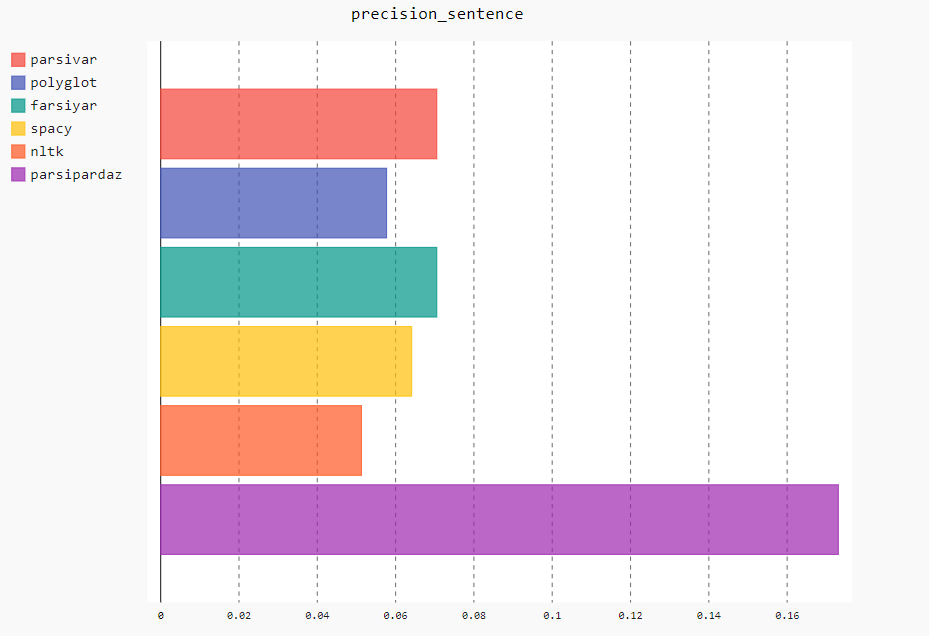 precision_sentence
parsivar
polyglot
farsiyar
spacy
nltk
parsipardaz
0 0.02 0.04 0.06 0.08 0.1 0.12 0.14 0.16